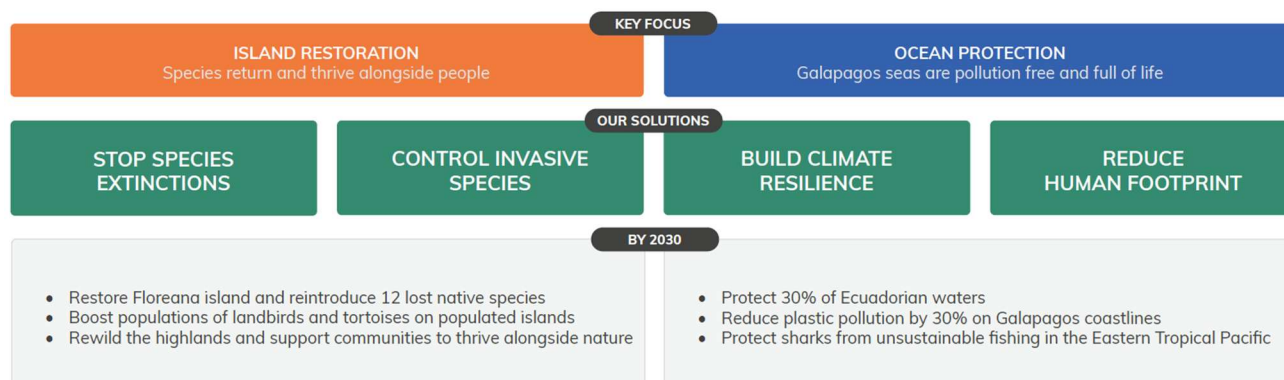 KEY FOCUS
ISLAND RESTORATION
Species return and thrive alongside people
OCEAN PROTECTION
Galapagos seas are pollution free and full of life
OUR SOLUTIONS
STOP SPECIES
EXTINCTIONS
CONTROL INVASIVE
SPECIES
BUILD CLIMATE
RESILIENCE
REDUCE
HUMAN FOOTPRINT
BY 2030
• Restore Floreana island and reintroduce 12 lost native species
• Boost populations of landbirds and tortoises on populated islands
• Rewild the highlands and support communities to thrive alongside nature
• Protect 30% of Ecuadorian waters
• Reduce plastic pollution by 30% on Galapagos coastlines
• Protect sharks from unsustainable fishing in the Eastern Tropical Pacific